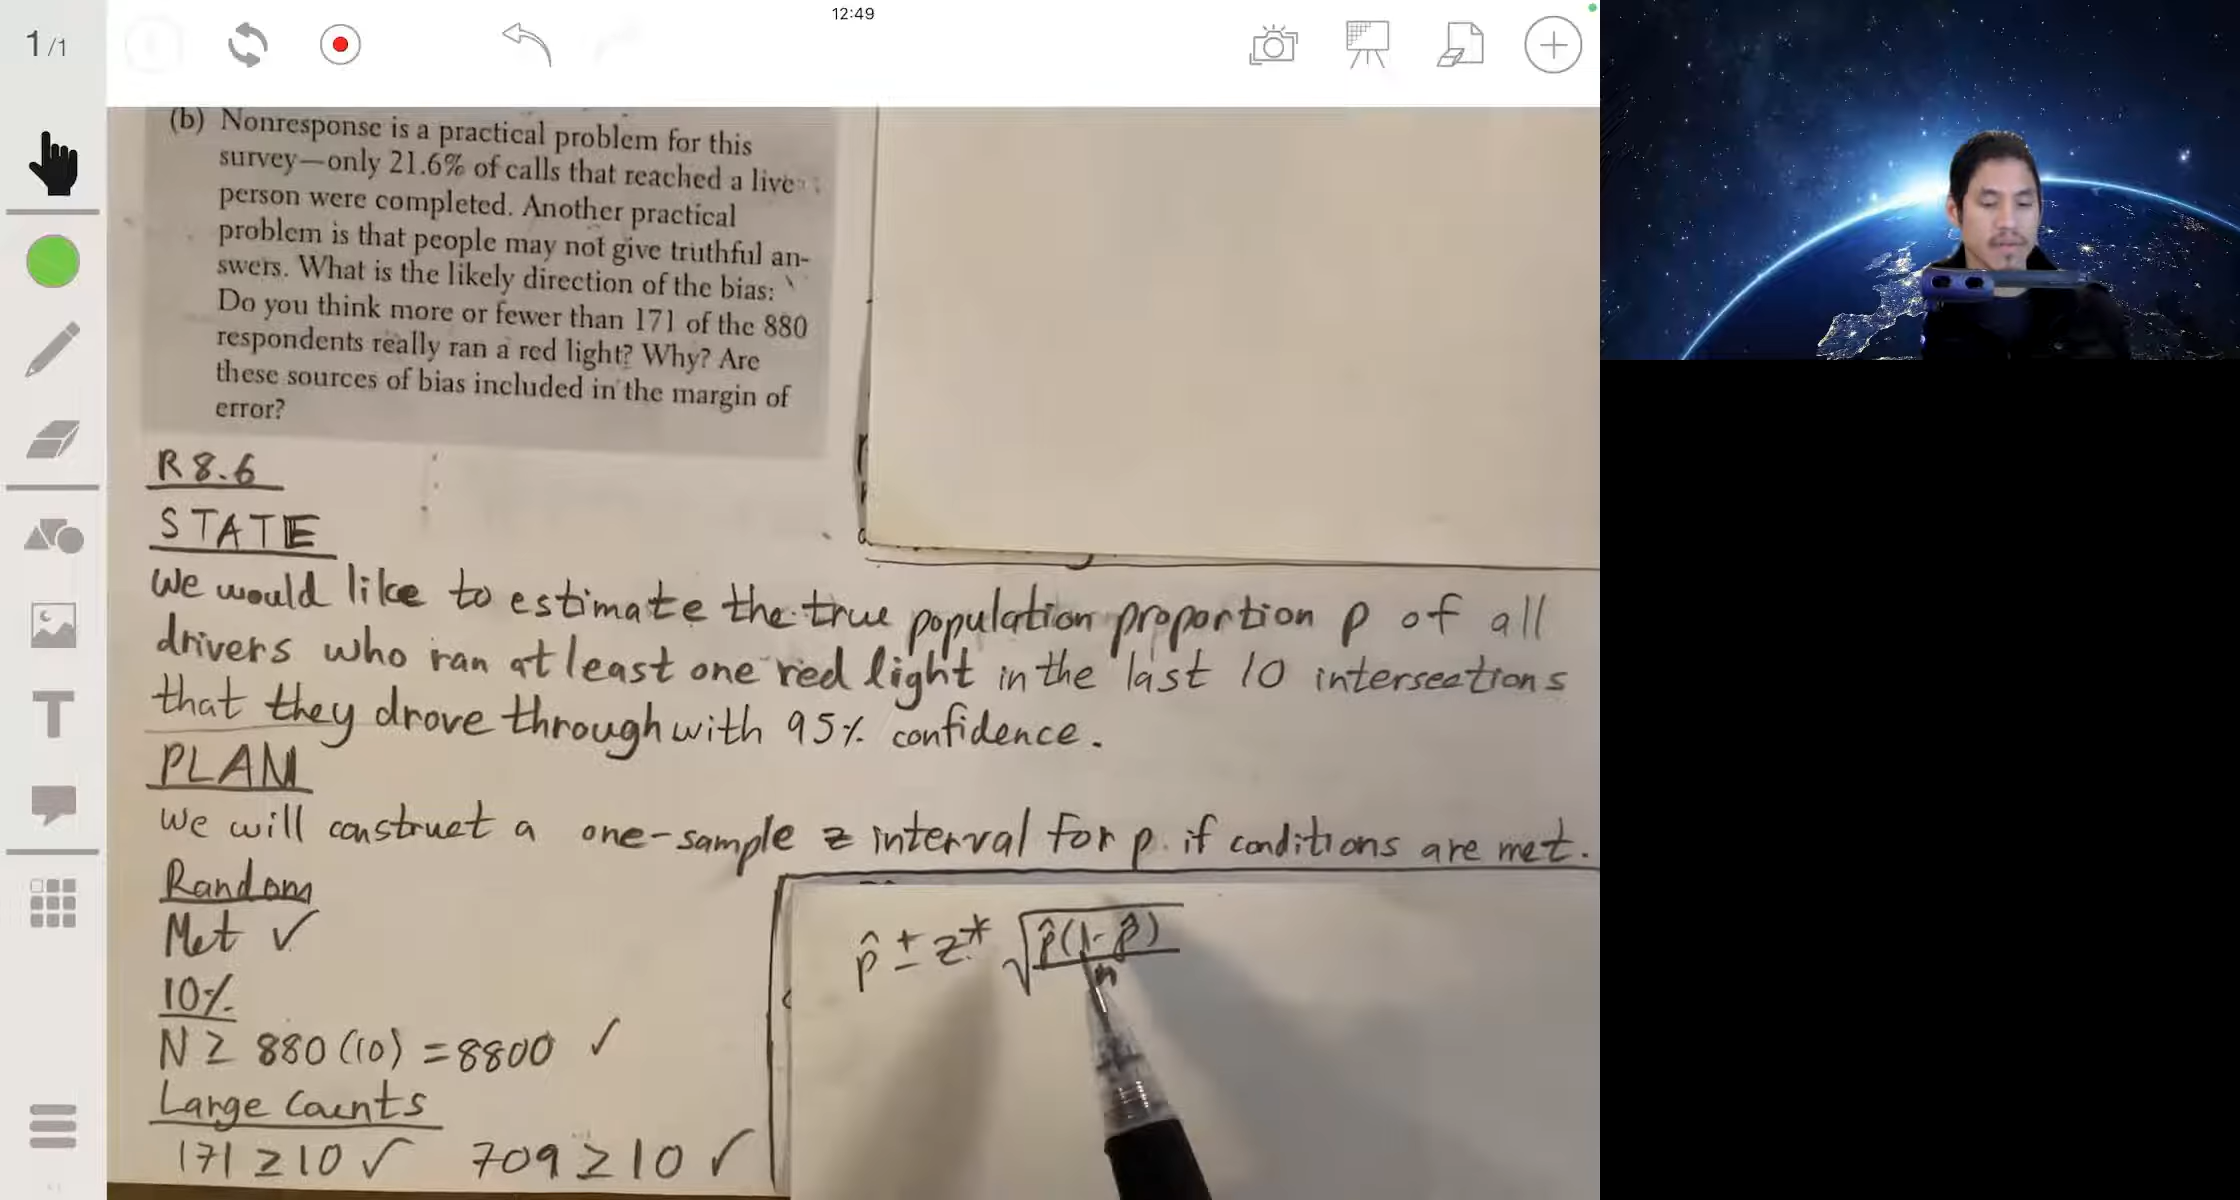 12:49
1/1
(b) Nonresponse is a practical problem for this
survey—only 21.6% of calls that reached a live
person were completed. Another practical
problem is that people may not give truthful an-
swers. What is the likely direction of the bias:
Do you think more or fewer than 171 of the 880
respondents really ran a red light? Why? Are
these sources of bias included in the margin of
error?
R 8.6
STATE
We would like to estimate the true population proportion p of all
drivers who ran at least one red light in the last 10 intersections
that they drove through with 95% confidence.
PLAN
We will construct a one-sample z interval for p if conditions are met.
Random
Met ✓
10%
N ≥ 880 (10) = 8800 ✓
Large Counts
171 ≥ 10 ✓ 709 ≥ 10 ✓
p̂ ± z* √(p̂(1-p̂)/n)
T